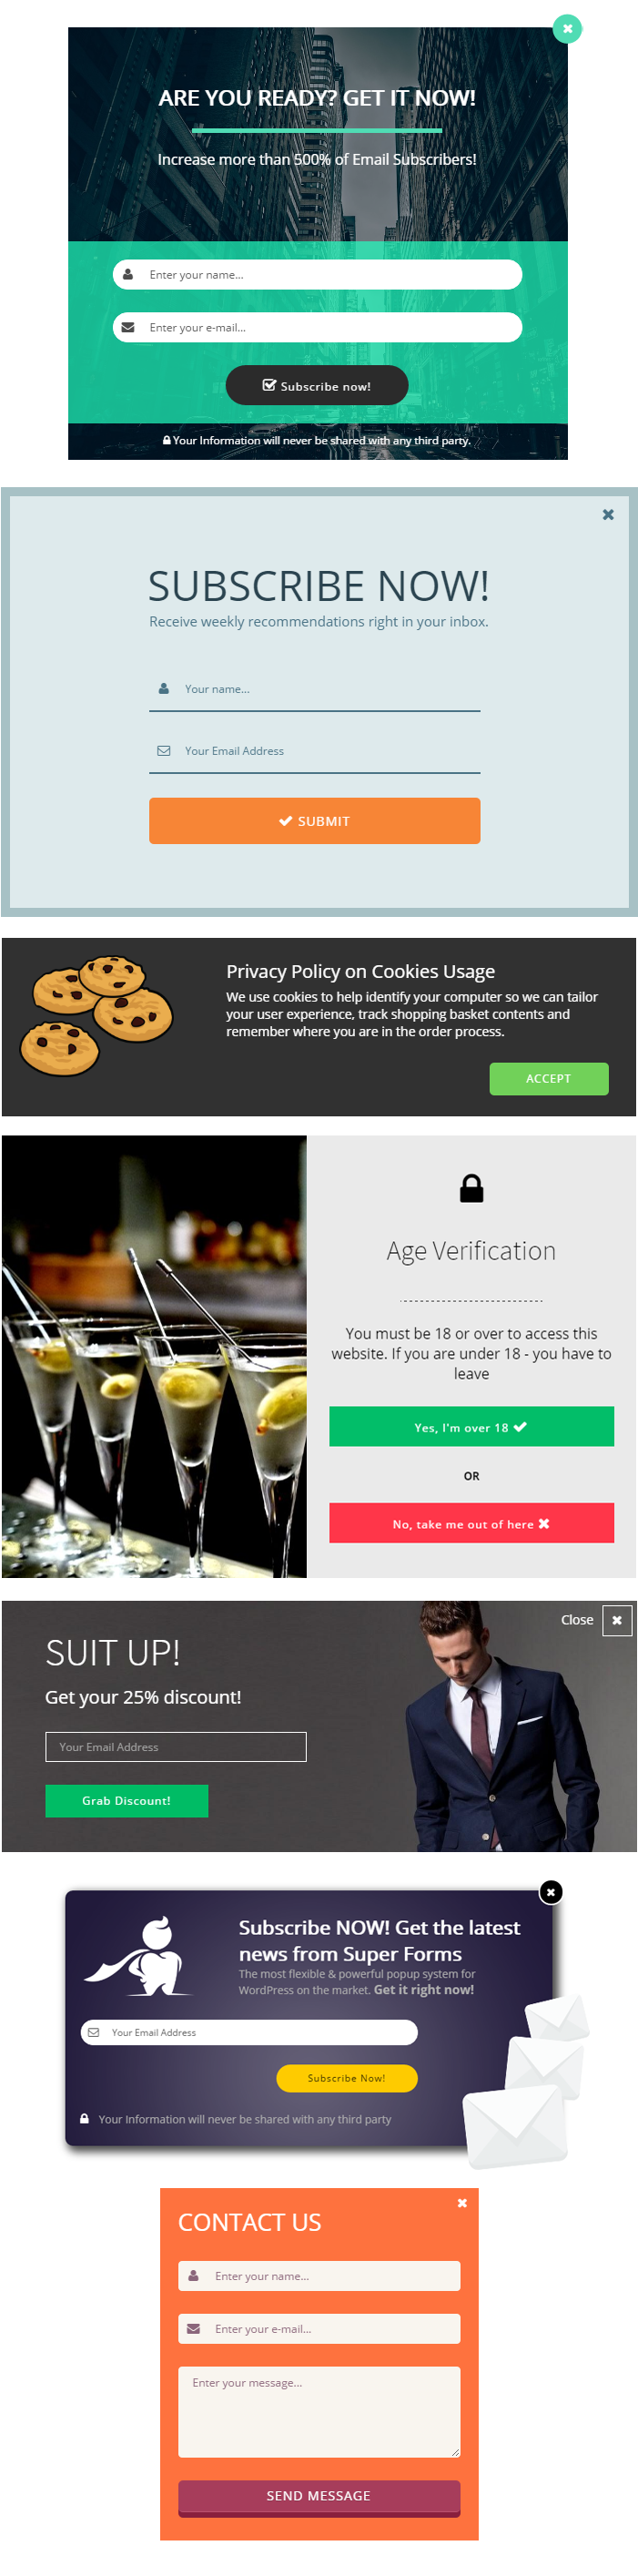 ARE YOU READY? GET IT NOW!
Increase more than 500% of Email Subscribers!
Enter your name...
Enter your e-mail...
Subscribe now!
Your Information will never be shared with any third party.
SUBSCRIBE NOW!
Receive weekly recommendations right in your inbox.
Your name...
Your Email Address
SUBMIT
Privacy Policy on Cookies Usage
We use cookies to help identify your computer so we can tailor
your user experience, track shopping basket contents and
remember where you are in the order process.
ACCEPT
Age Verification
You must be 18 or over to access this
website. If you are under 18 - you have to
leave
Yes, I'm over 18
OR
No, take me out of here
Close
SUIT UP!
Get your 25% discount!
Your Email Address
Grab Discount!
Subscribe NOW! Get the latest
news from Super Forms
The most flexible & powerful popup system for
WordPress on the market. Get it right now!
Your Email Address
Subscribe Now!
Your Information will never be shared with any third party
CONTACT US
Enter your name...
Enter your e-mail...
Enter your message...
SEND MESSAGE